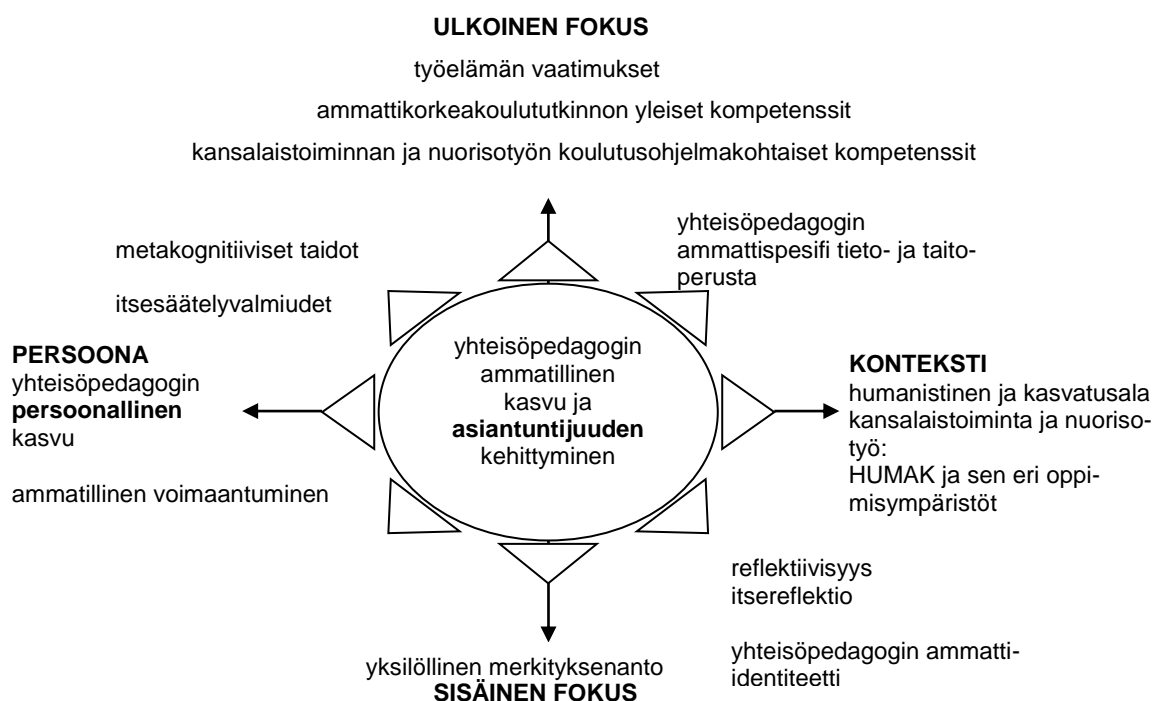 ULKOINEN FOKUS
työelämän vaatimukset
ammattikorkeakoulututkinnon yleiset kompetenssit
kansalaistoiminnan ja nuorisotyön koulutusohjelmakohtaiset kompetenssit
metakognitiiviset taidot
itsesäätelyvalmiudet
yhteisöpedagogin
ammattispesifi tieto- ja taito-
perusta
PERSOONA
yhteisöpedagogin
persoonallinen
kasvu
ammatillinen voimaantuminen
yhteisöpedagogin
ammatillinen
kasvu ja
asiantuntijuuden
kehittyminen
KONTEKSTI
humanistinen ja kasvatusala
kansalaistoiminta ja nuoriso-
työ:
HUMAK ja sen eri oppi-
misympäristöt
reflektiivisyys
itsereflektio
yhteisöpedagogin ammatti-
identiteetti
yksilöllinen merkityksenanto
SISÄINEN FOKUS